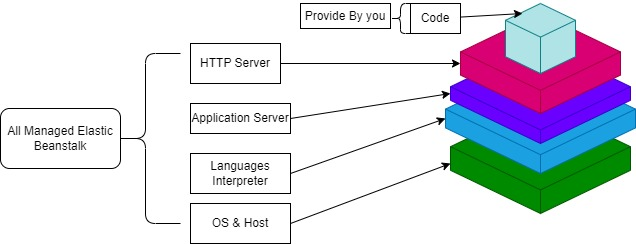 Provide By you
Code
HTTP Server
Application Server
All Managed Elastic
Beanstalk
Languages
Interpreter
OS & Host